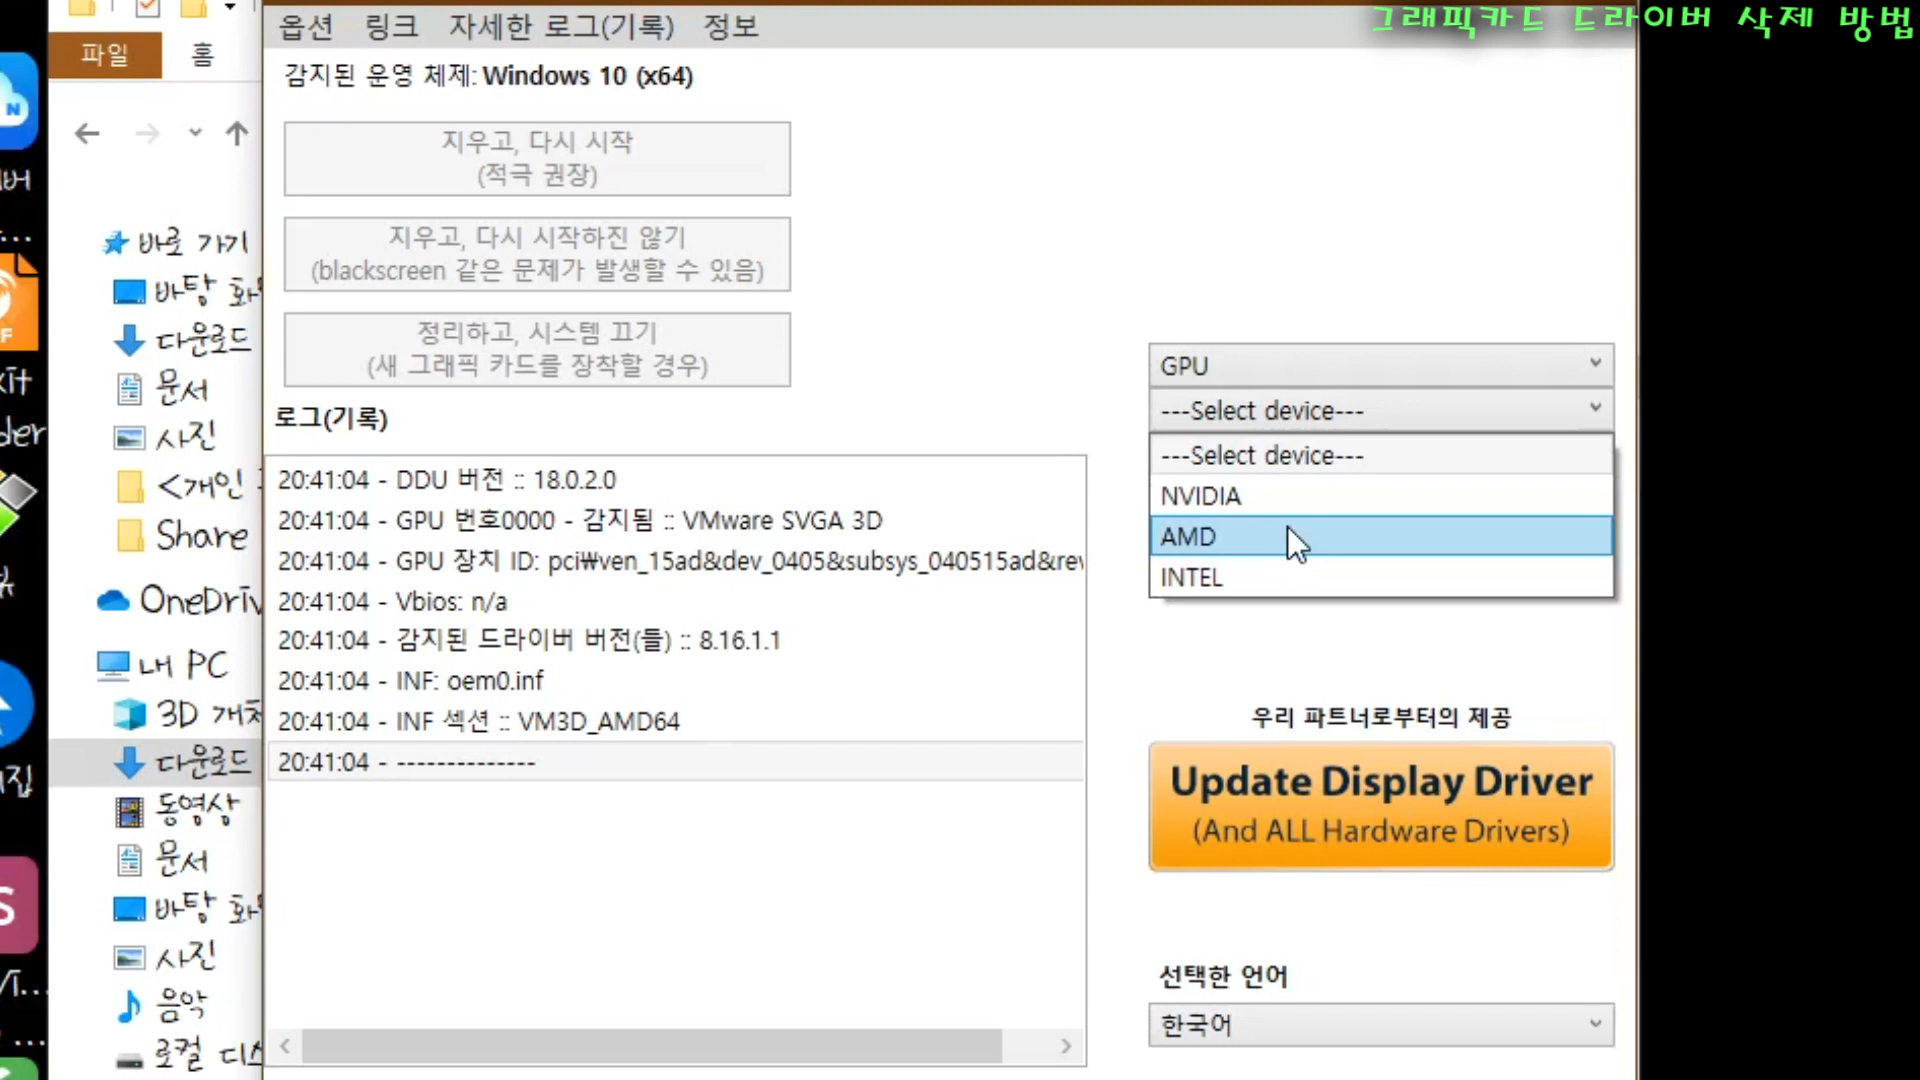 그래픽카드 드라이버 삭제 방법
옵션 링크 자세한 로그(기록) 정보
파일 홈
감지된 운영 체제: Windows 10 (x64)
지우고, 다시 시작
(적극 권장)
지우고, 다시 시작하진 않기
(blackscreen 같은 문제가 발생할 수 있음)
정리하고, 시스템 끄기
(새 그래픽 카드를 장착할 경우)
로그(기록)
20:41:04 - DDU 버전 :: 18.0.2.0
20:41:04 - GPU 번호0000 - 감지됨 :: VMware SVGA 3D
20:41:04 - GPU 장치 ID: pci₩ven_15ad&dev_0405&subsys_040515ad&rev
20:41:04 - Vbios: n/a
20:41:04 - 감지된 드라이버 버전(들) :: 8.16.1.1
20:41:04 - INF: oem0.inf
20:41:04 - INF 섹션 :: VM3D_AMD64
20:41:04 - --------------
GPU
---Select device---
---Select device---
NVIDIA
AMD
INTEL
우리 파트너로부터의 제공
Update Display Driver
(And ALL Hardware Drivers)
선택한 언어
한국어
바로 가기
바탕
다운로드
문서
사진
<개인
Share
내 PC
3D
다운로드
동영상
문서
바탕
사진
음악
로컬